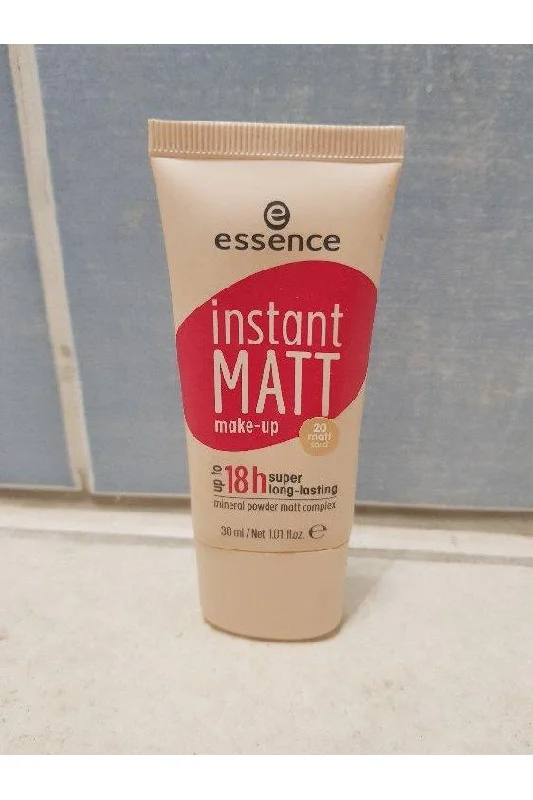 e
essence
instant
MATT
make-up
20
matt
sand
up to
18h super
long-lasting
mineral powder matt complex
30 ml / Net 1.01 fl.oz. ℮